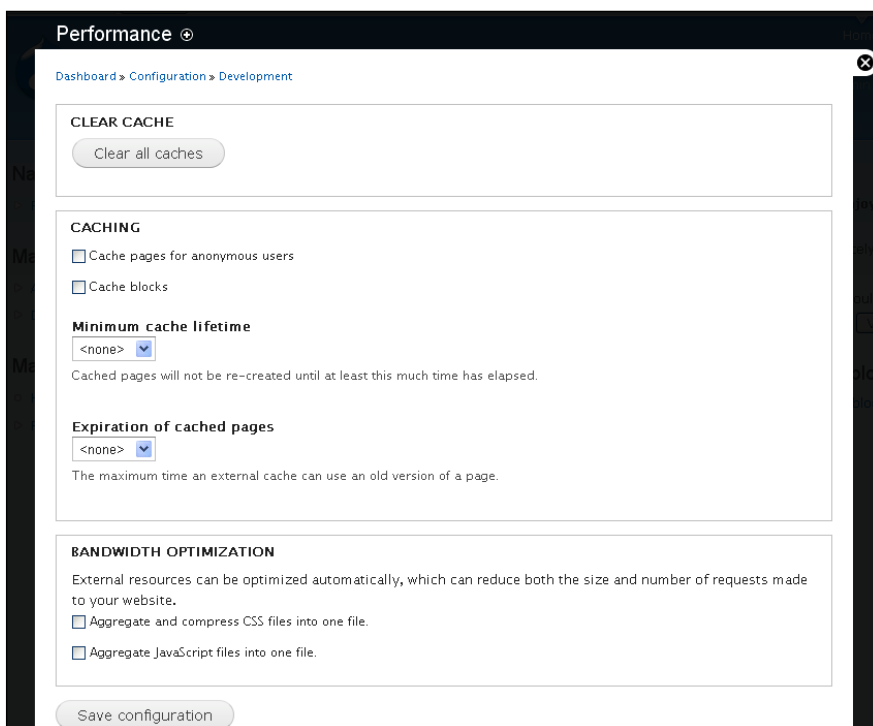 Performance
Dashboard » Configuration » Development
CLEAR CACHE
Clear all caches
CACHING
Cache pages for anonymous users
Cache blocks
Minimum cache lifetime
<none>
Cached pages will not be re-created until at least this much time has elapsed.
Expiration of cached pages
<none>
The maximum time an external cache can use an old version of a page.
BANDWIDTH OPTIMIZATION
External resources can be optimized automatically, which can reduce both the size and number of requests made
to your website.
Aggregate and compress CSS files into one file.
Aggregate JavaScript files into one file.
Save configuration